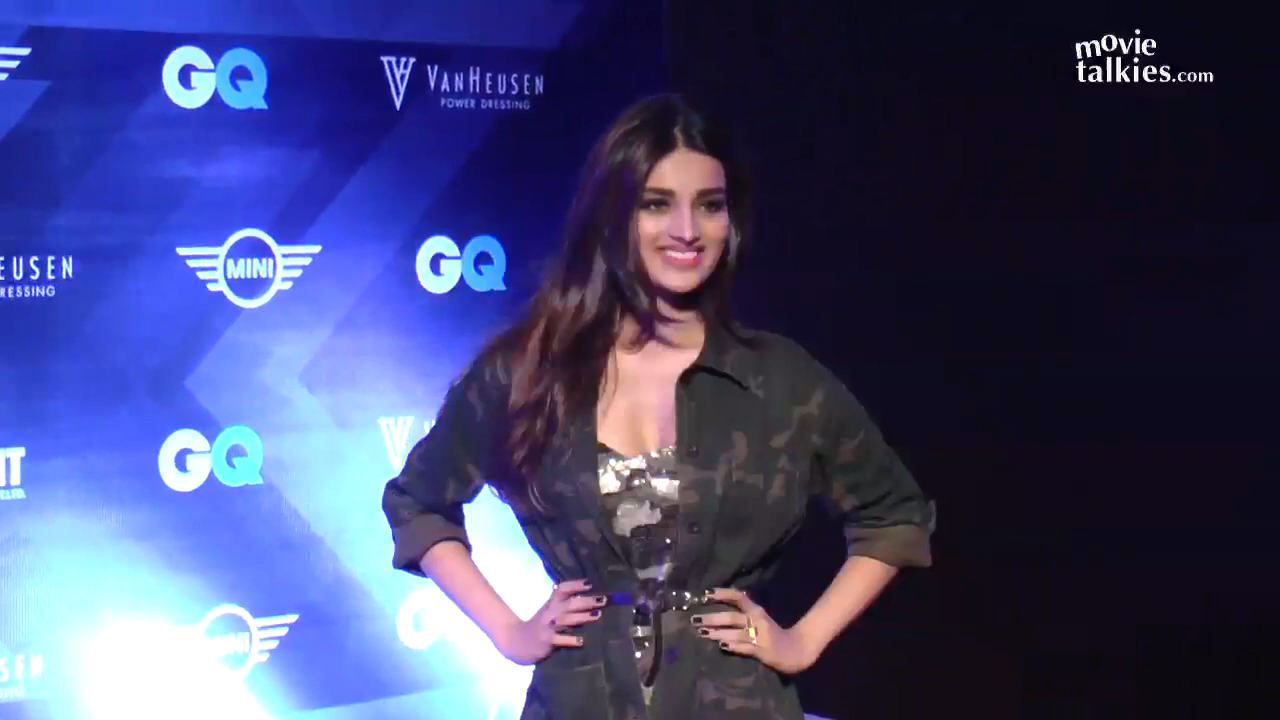 movie
talkies.com
GQ
VANHEUSEN
POWER DRESSING
EUSEN
RESSING
MINI
GQ
GQ
MINI